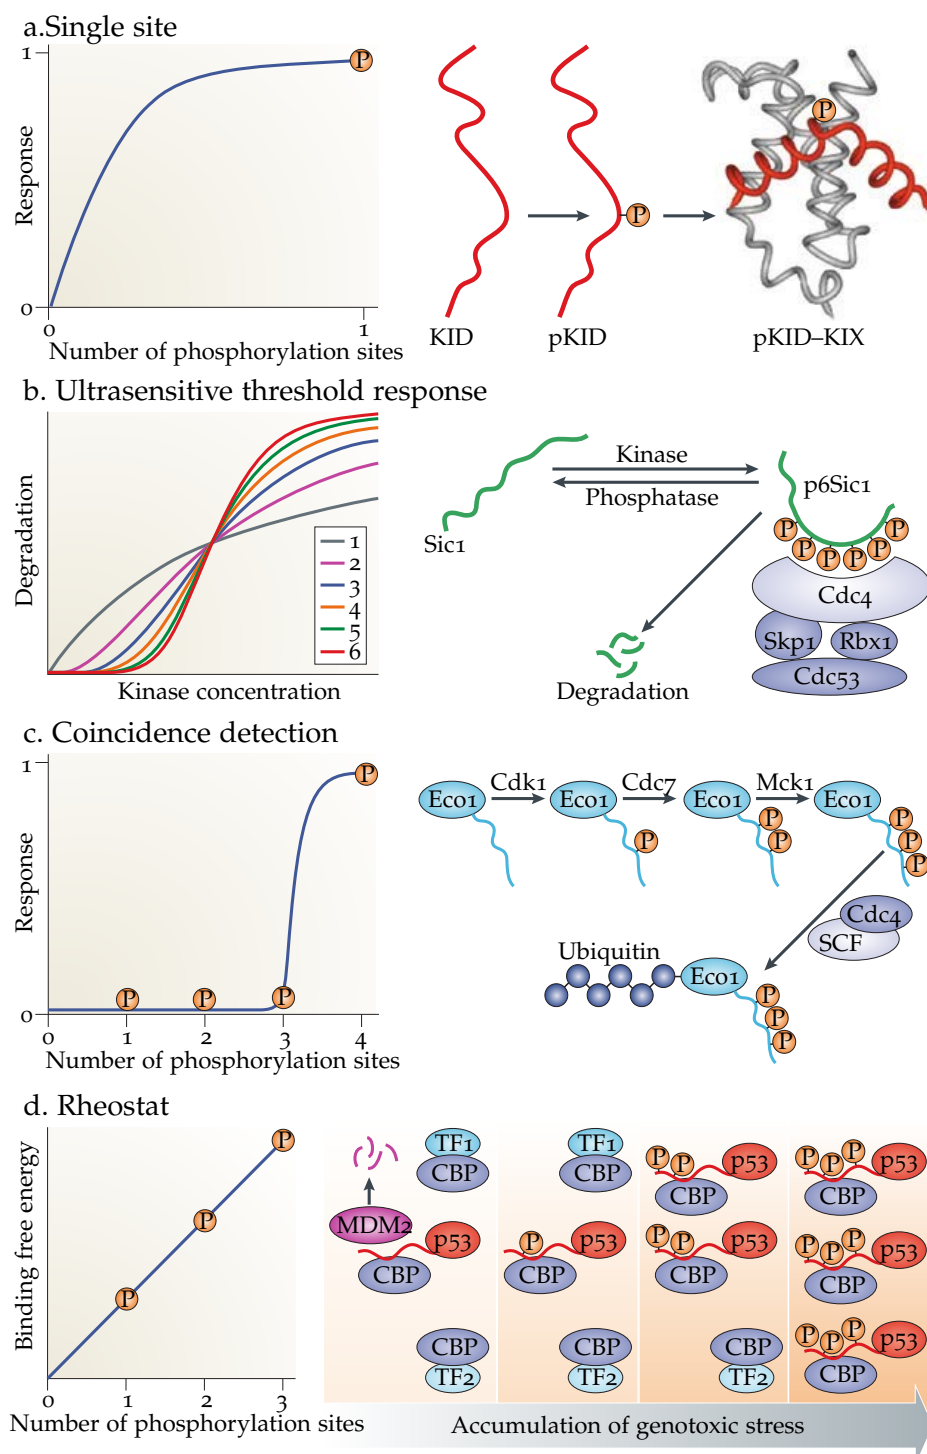 a.Single site
1
P
Response
P
P
0
0
1
Number of phosphorylation sites
KID
pKID
pKID–KIX
b. Ultrasensitive threshold response
Degradation
1
2
3
4
5
6
Kinase concentration
Kinase
Phosphatase
Sic1
p6Sic1
P P P P P P
Cdc4
Skp1
Rbx1
Cdc53
Degradation
c. Coincidence detection
1
P
Response
P
P
P
0
0
1
2
3
4
Number of phosphorylation sites
Eco1
Cdk1
Eco1
Cdc7
Eco1
Mck1
Eco1
P
P
P
P
P
P
Cdc4
SCF
Ubiquitin
Eco1
P
P
P
d. Rheostat
Binding free energy
P
P
P
0
1
2
3
Number of phosphorylation sites
TF1
CBP
TF1
CBP
P P
p53
CBP
P P P
p53
CBP
MDM2
p53
CBP
P
p53
CBP
P P
p53
CBP
P P P
p53
CBP
CBP
TF2
CBP
TF2
CBP
TF2
P P P
p53
CBP
Accumulation of genotoxic stress